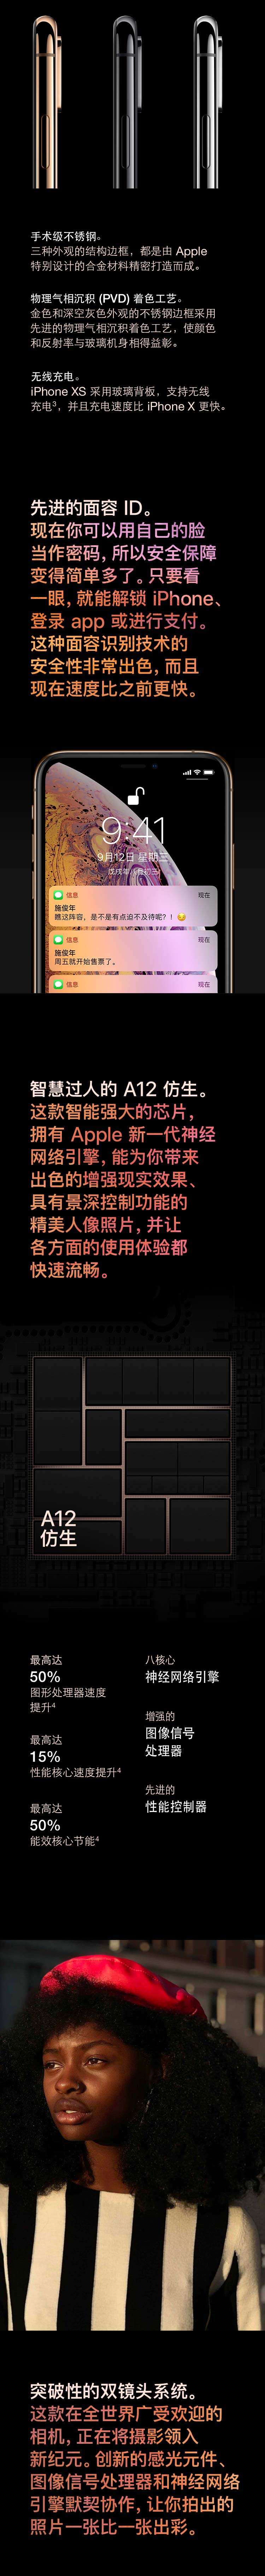 手术级不锈钢。
三种外观的结构边框，都是由 Apple
特别设计的合金材料精密打造而成。
物理气相沉积 (PVD) 着色工艺。
金色和深空灰色外观的不锈钢边框采用
先进的物理气相沉积着色工艺，使颜色
和反射率与玻璃机身相得益彰。
无线充电。
iPhone XS 采用玻璃背板，支持无线
充电³，并且充电速度比 iPhone X 更快。
先进的面容 ID。
现在你可以用自己的脸
当作密码，所以安全保障
变得简单多了。只要看
一眼，就能解锁 iPhone、
登录 app 或进行支付。
这种面容识别技术的
安全性非常出色，而且
现在速度比之前更快。
9:41
9月12日 星期三
信息
现在
施俊年
瞧这阵容，是不是有点迫不及待呢？！
信息
现在
施俊年
周五就开始售票了。
信息
现在
智慧过人的 A12 仿生。
这款智能强大的芯片，
拥有 Apple 新一代神经
网络引擎，能为你带来
出色的增强现实效果、
具有景深控制功能的
精美人像照片，并让
各方面的使用体验都
快速流畅。
A12
仿生
最高达
50%
图形处理器速度
提升⁴
最高达
15%
性能核心速度提升⁴
最高达
50%
能效核心节能⁴
八核心
神经网络引擎
增强的
图像信号
处理器
先进的
性能控制器
突破性的双镜头系统。
这款在全世界广受欢迎的
相机，正在将摄影领入
新纪元。创新的感光元件、
图像信号处理器和神经网络
引擎默契协作，让你拍出的
照片一张比一张出彩。